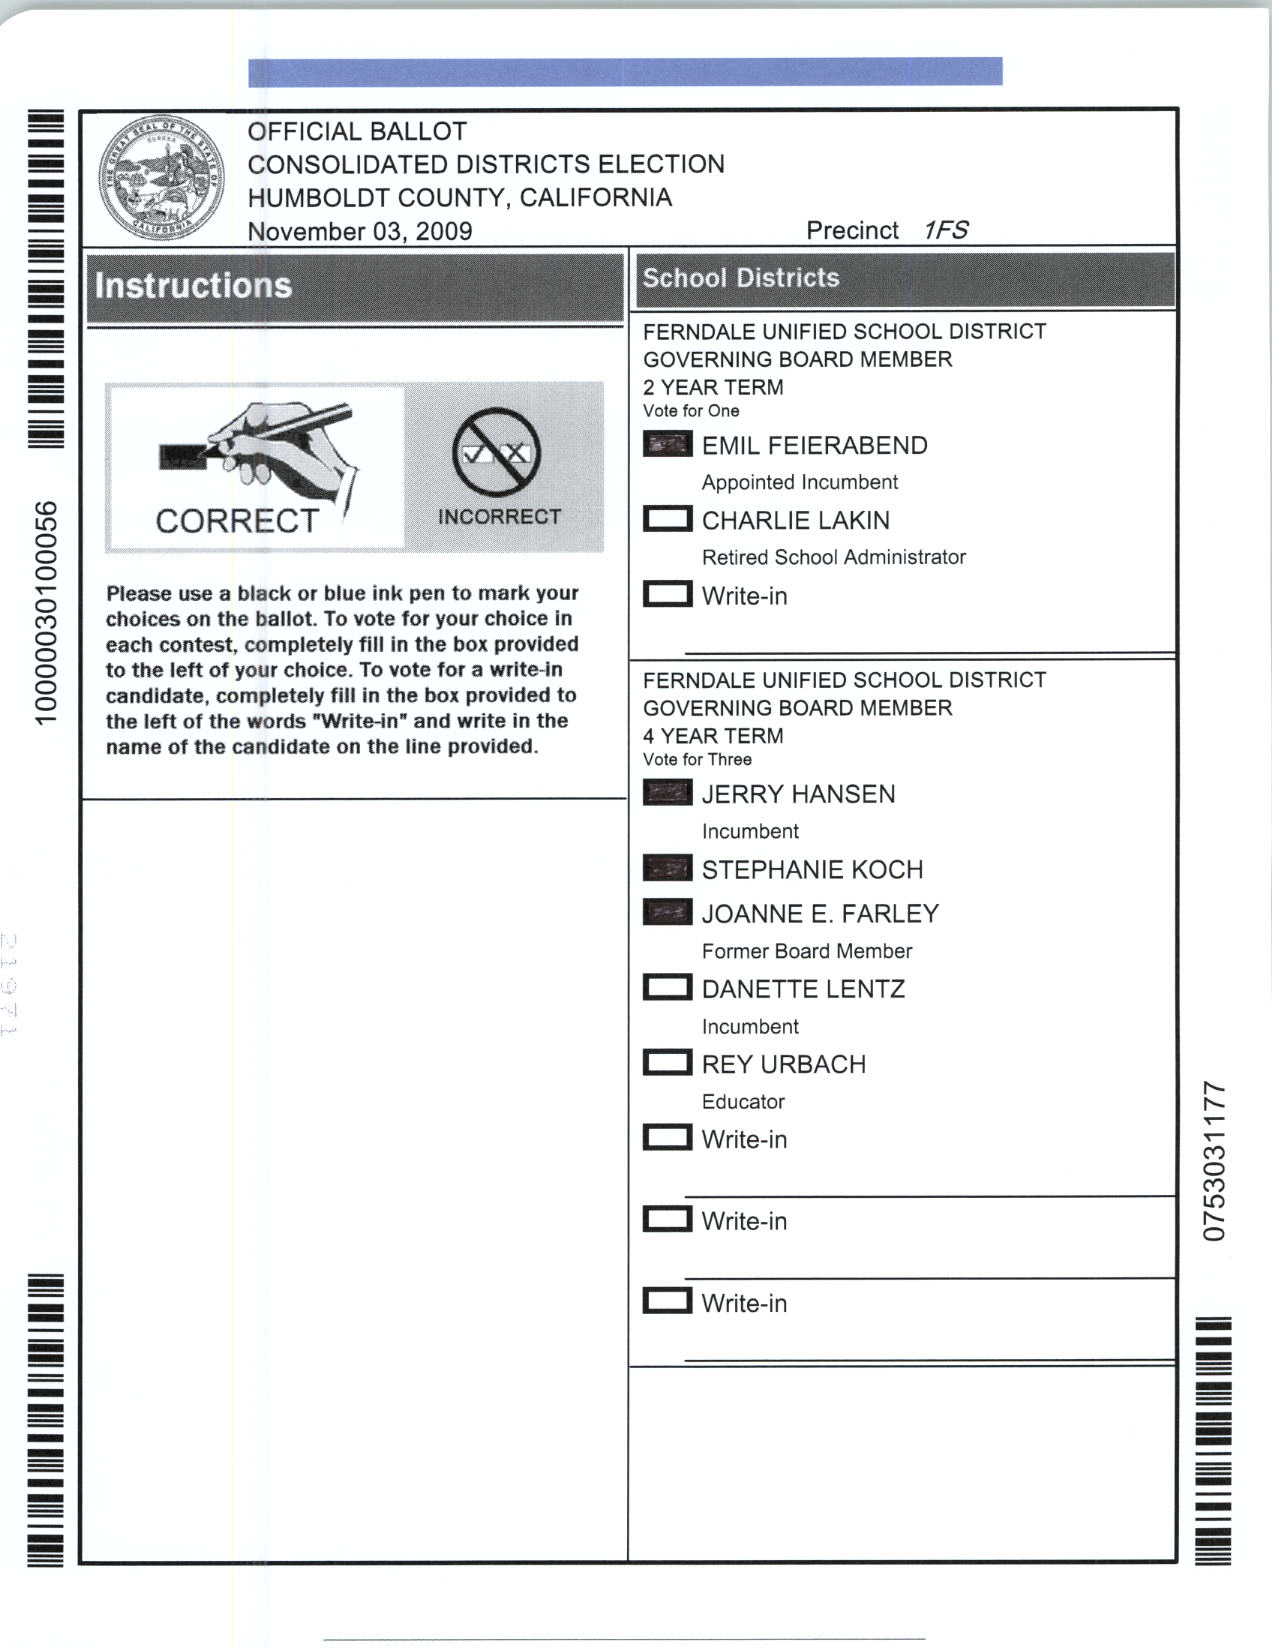 OFFICIAL BALLOT
CONSOLIDATED DISTRICTS ELECTION
HUMBOLDT COUNTY, CALIFORNIA
November 03, 2009
Precinct 1FS
THE GREAT SEAL OF THE STATE OF CALIFORNIA
EUREKA
Instructions
CORRECT
INCORRECT
Please use a black or blue ink pen to mark your
choices on the ballot. To vote for your choice in
each contest, completely fill in the box provided
to the left of your choice. To vote for a write-in
candidate, completely fill in the box provided to
the left of the words "Write-in" and write in the
name of the candidate on the line provided.
School Districts
FERNDALE UNIFIED SCHOOL DISTRICT
GOVERNING BOARD MEMBER
2 YEAR TERM
Vote for One
EMIL FEIERABEND
Appointed Incumbent
CHARLIE LAKIN
Retired School Administrator
Write-in
FERNDALE UNIFIED SCHOOL DISTRICT
GOVERNING BOARD MEMBER
4 YEAR TERM
Vote for Three
JERRY HANSEN
Incumbent
STEPHANIE KOCH
JOANNE E. FARLEY
Former Board Member
DANETTE LENTZ
Incumbent
REY URBACH
Educator
Write-in
Write-in
Write-in
10000030100056
0753031177